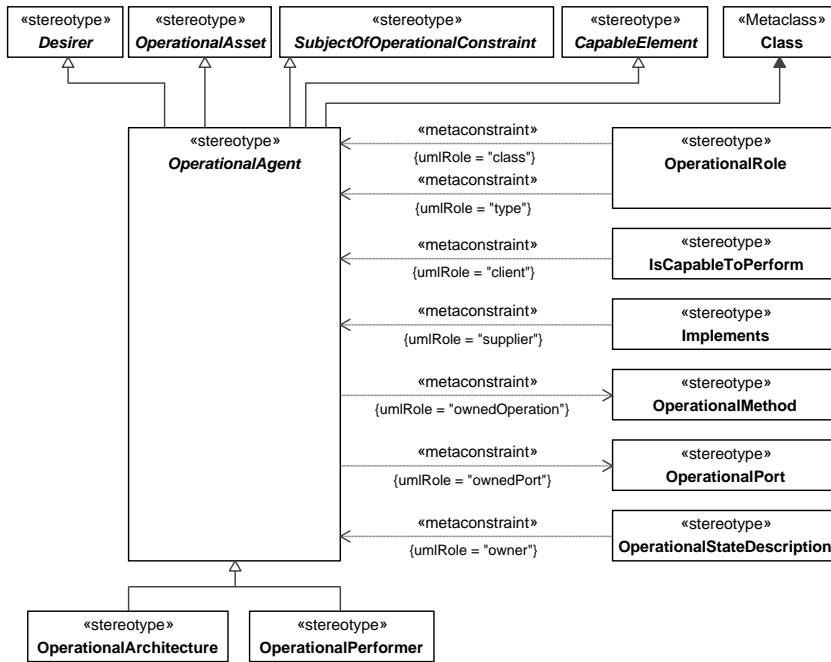 «stereotype»
Desirer
«stereotype»
OperationalAsset
«stereotype»
SubjectOfOperationalConstraint
«stereotype»
CapableElement
«Metaclass»
Class
«stereotype»
OperationalAgent
«metaconstraint»
{umlRole = "class"}
«metaconstraint»
{umlRole = "type"}
«stereotype»
OperationalRole
«metaconstraint»
{umlRole = "client"}
«stereotype»
IsCapableToPerform
«metaconstraint»
{umlRole = "supplier"}
«stereotype»
Implements
«metaconstraint»
{umlRole = "ownedOperation"}
«stereotype»
OperationalMethod
«metaconstraint»
{umlRole = "ownedPort"}
«stereotype»
OperationalPort
«metaconstraint»
{umlRole = "owner"}
«stereotype»
OperationalStateDescription
«stereotype»
OperationalArchitecture
«stereotype»
OperationalPerformer